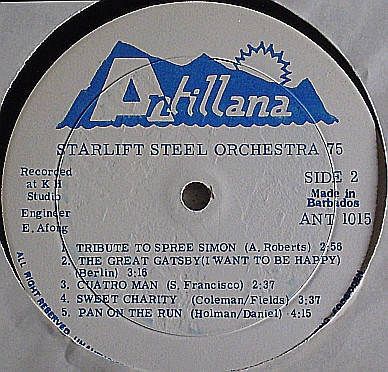 Antillana
STARLIFT STEEL ORCHESTRA 75
Recorded
at K H
Studio
Engineer
E. Afong
SIDE 2
Made in
Barbados
ANT 1015
1. TRIBUTE TO SPREE SIMON (A. Roberts) 2:56
2. THE GREAT GATSBY(I WANT TO BE HAPPY)
(Berlin) 3:16
3. CUATRO MAN (S. Francisco) 2:37
4. SWEET CHARITY (Coleman/Fields) 3:37
5. PAN ON THE RUN (Holman/Daniel) 4:15
ALL RIGHT RESERVED